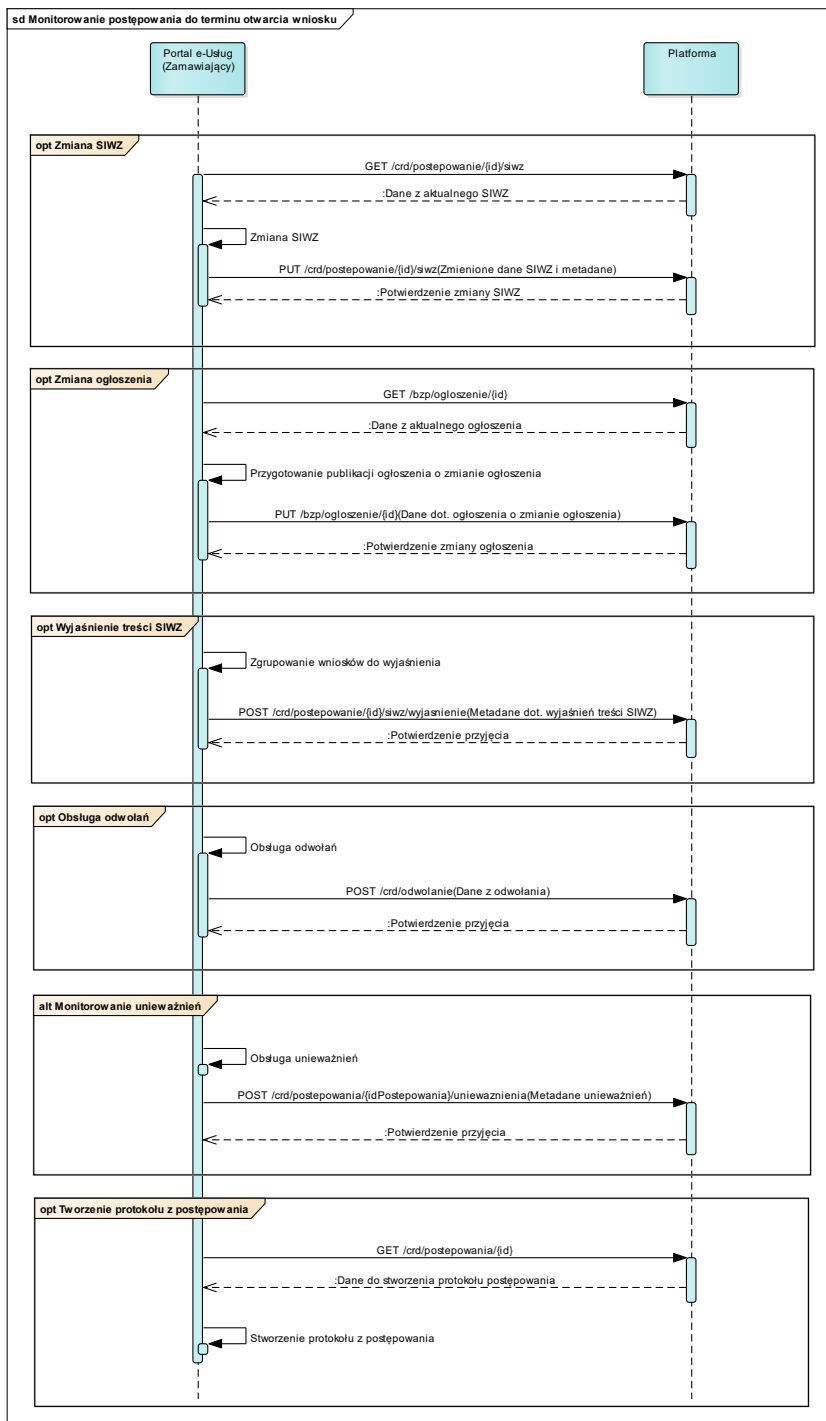 sd Monitorowanie postępowania do terminu otwarcia wniosku
Portal e-Usług
(Zamawiający)
Platforma
opt Zmiana SIWZ
GET /crd/postepowanie/{id}/siwz
:Dane z aktualnego SIWZ
Zmiana SIWZ
PUT /crd/postepowanie/{id}/siwz(Zmienione dane SIWZ i metadane)
:Potwierdzenie zmiany SIWZ
opt Zmiana ogłoszenia
GET /bzp/ogloszenie/{id}
:Dane z aktualnego ogłoszenia
Przygotowanie publikacji ogłoszenia o zmianie ogłoszenia
PUT /bzp/ogloszenie/{id}(Dane dot. ogłoszenia o zmianie ogłoszenia)
:Potwierdzenie zmiany ogłoszenia
opt Wyjaśnienie treści SIWZ
Zgrupowanie wniosków do wyjaśnienia
POST /crd/postepowanie/{id}/siwz/wyjasnienie(Metadane dot. wyjaśnień treści SIWZ)
:Potwierdzenie przyjęcia
opt Obsługa odwołań
Obsługa odwołań
POST /crd/odwolanie(Dane z odwołania)
:Potwierdzenie przyjęcia
alt Monitorowanie unieważnień
Obsługa unieważnień
POST /crd/postepowania/{idPostepowania}/uniewaznienia(Metadane unieważnień)
:Potwierdzenie przyjęcia
opt Tworzenie protokołu z postępowania
GET /crd/postepowania/{id}
:Dane do stworzenia protokołu postępowania
Stworzenie protokołu z postępowania